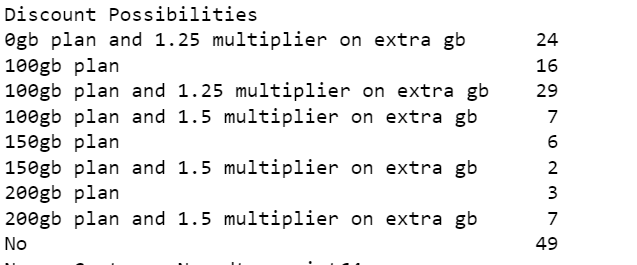 Discount Possibilities
0gb plan and 1.25 multiplier on extra gb 24
100gb plan 16
100gb plan and 1.25 multiplier on extra gb 29
100gb plan and 1.5 multiplier on extra gb 7
150gb plan 6
150gb plan and 1.5 multiplier on extra gb 2
200gb plan 3
200gb plan and 1.5 multiplier on extra gb 7
No 49